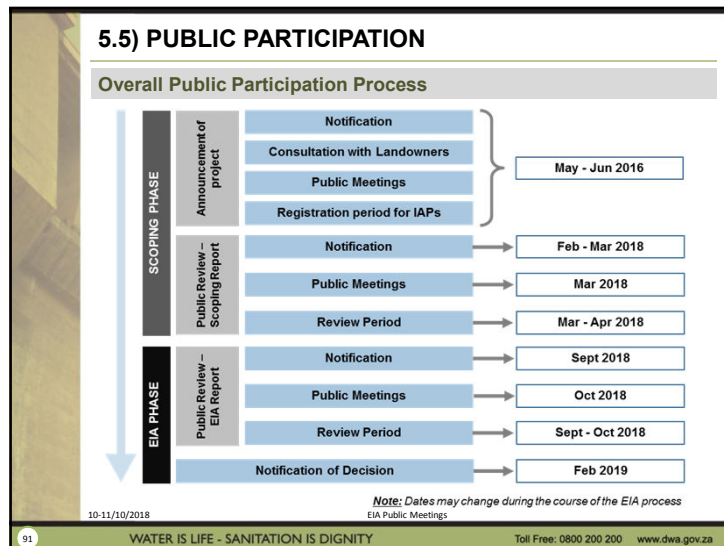 5.5) PUBLIC PARTICIPATION
Overall Public Participation Process
SCOPING PHASE
Announcement of
project
Notification
Consultation with Landowners
Public Meetings
Registration period for IAPs
May - Jun 2016
Public Review –
Scoping Report
Notification
Feb - Mar 2018
Public Meetings
Mar 2018
Review Period
Mar - Apr 2018
EIA PHASE
Public Review –
EIA Report
Notification
Sept 2018
Public Meetings
Oct 2018
Review Period
Sept - Oct 2018
Notification of Decision
Feb 2019
Note: Dates may change during the course of the EIA process
10-11/10/2018
EIA Public Meetings
91
WATER IS LIFE - SANITATION IS DIGNITY
Toll Free: 0800 200 200 www.dwa.gov.za